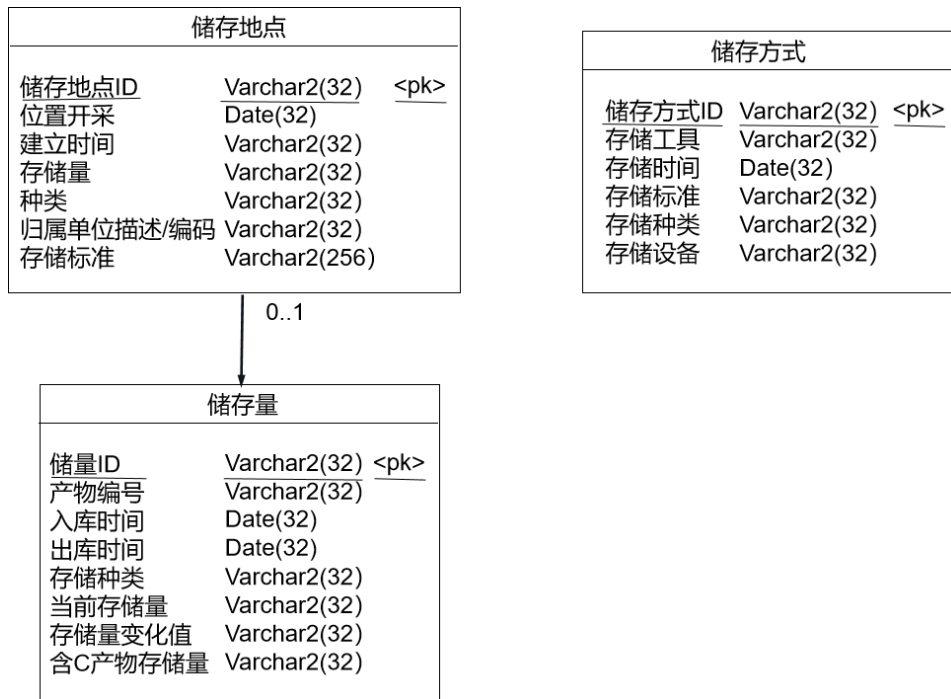 储存地点
储存地点ID Varchar2(32) <pk>
位置开采 Date(32)
建立时间 Varchar2(32)
存储量 Varchar2(32)
种类 Varchar2(32)
归属单位描述/编码 Varchar2(32)
存储标准 Varchar2(256)
储存方式
储存方式ID Varchar2(32) <pk>
存储工具 Varchar2(32)
存储时间 Date(32)
存储标准 Varchar2(32)
存储种类 Varchar2(32)
存储设备 Varchar2(32)
0..1
储存量
储量ID Varchar2(32) <pk>
产物编号 Varchar2(32)
入库时间 Date(32)
出库时间 Date(32)
存储种类 Varchar2(32)
当前存储量 Varchar2(32)
存储量变化值 Varchar2(32)
含C产物存储量 Varchar2(32)